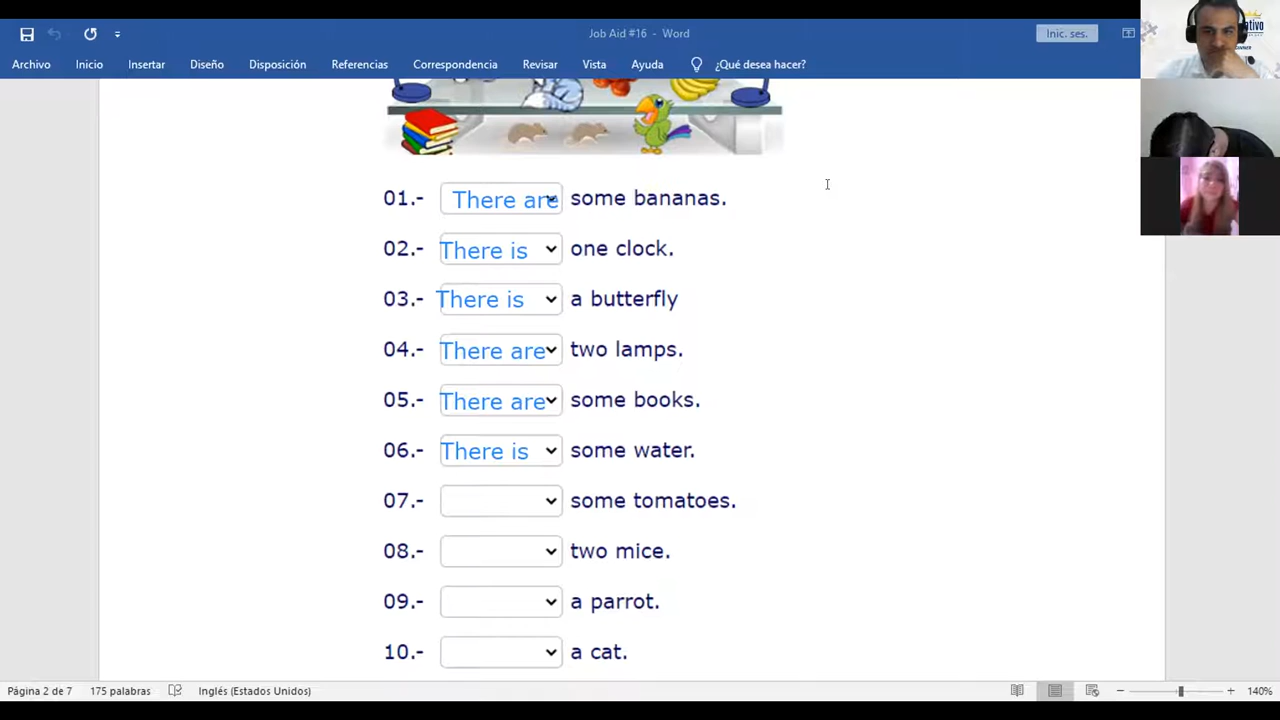 Job Aid #16 - Word
Inic. ses.
Archivo Inicio Insertar Diseño Disposición Referencias Correspondencia Revisar Vista Ayuda ¿Qué desea hacer?
01.- There are some bananas.
02.- There is one clock.
03.- There is a butterfly
04.- There are two lamps.
05.- There are some books.
06.- There is some water.
07.- some tomatoes.
08.- two mice.
09.- a parrot.
10.- a cat.
Página 2 de 7 175 palabras Inglés (Estados Unidos) 140%